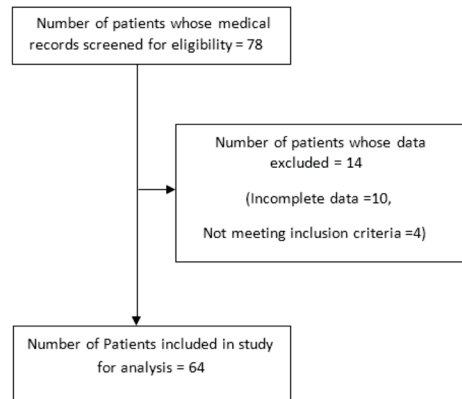 Number of patients whose medical
records screened for eligibility = 78
Number of patients whose data
excluded = 14
(Incomplete data =10,
Not meeting inclusion criteria =4)
Number of Patients included in study
for analysis = 64